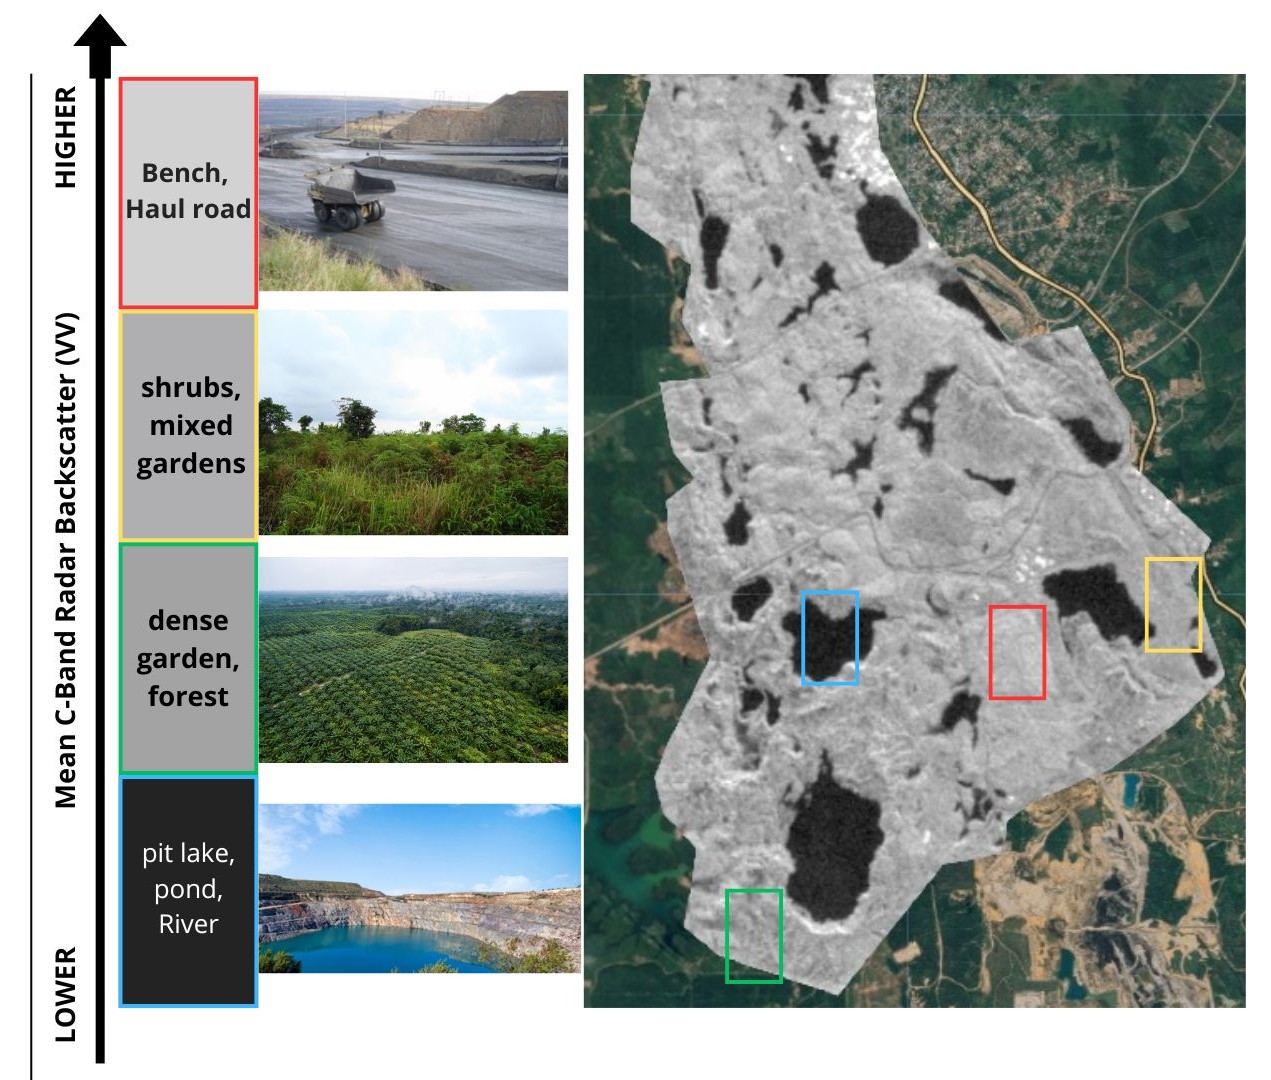 HIGHER
Mean C-Band Radar Backscatter (VV)
LOWER
Bench,
Haul road
shrubs,
mixed
gardens
dense
garden,
forest
pit lake,
pond,
River